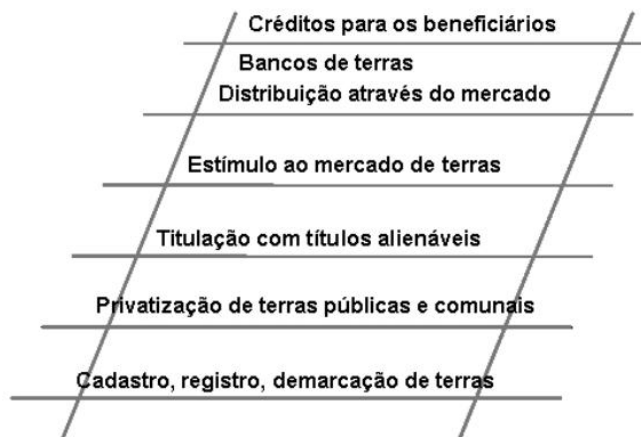 Créditos para os beneficiários
Bancos de terras
Distribuição através do mercado
Estímulo ao mercado de terras
Titulação com títulos alienáveis
Privatização de terras públicas e comunais
Cadastro, registro, demarcação de terras